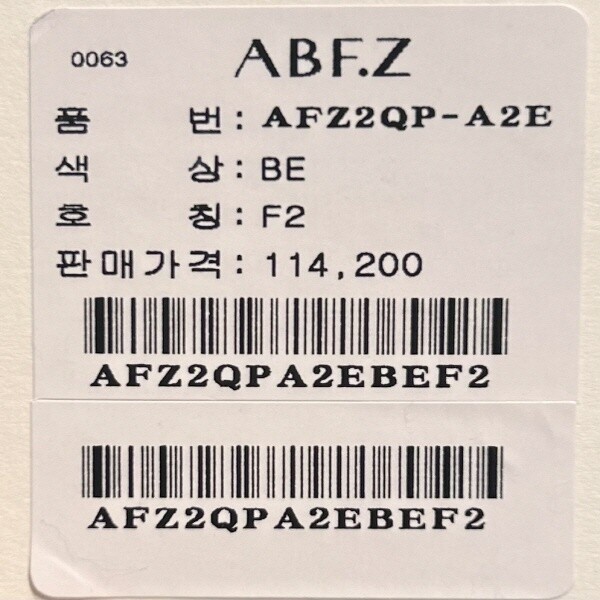 0063 ABF.Z
품 번 : AFZ2QP-A2E
색 상 : BE
호 칭 : F2
판매가격 : 114,200
AFZ2QPA2EBEF2
AFZ2QPA2EBEF2